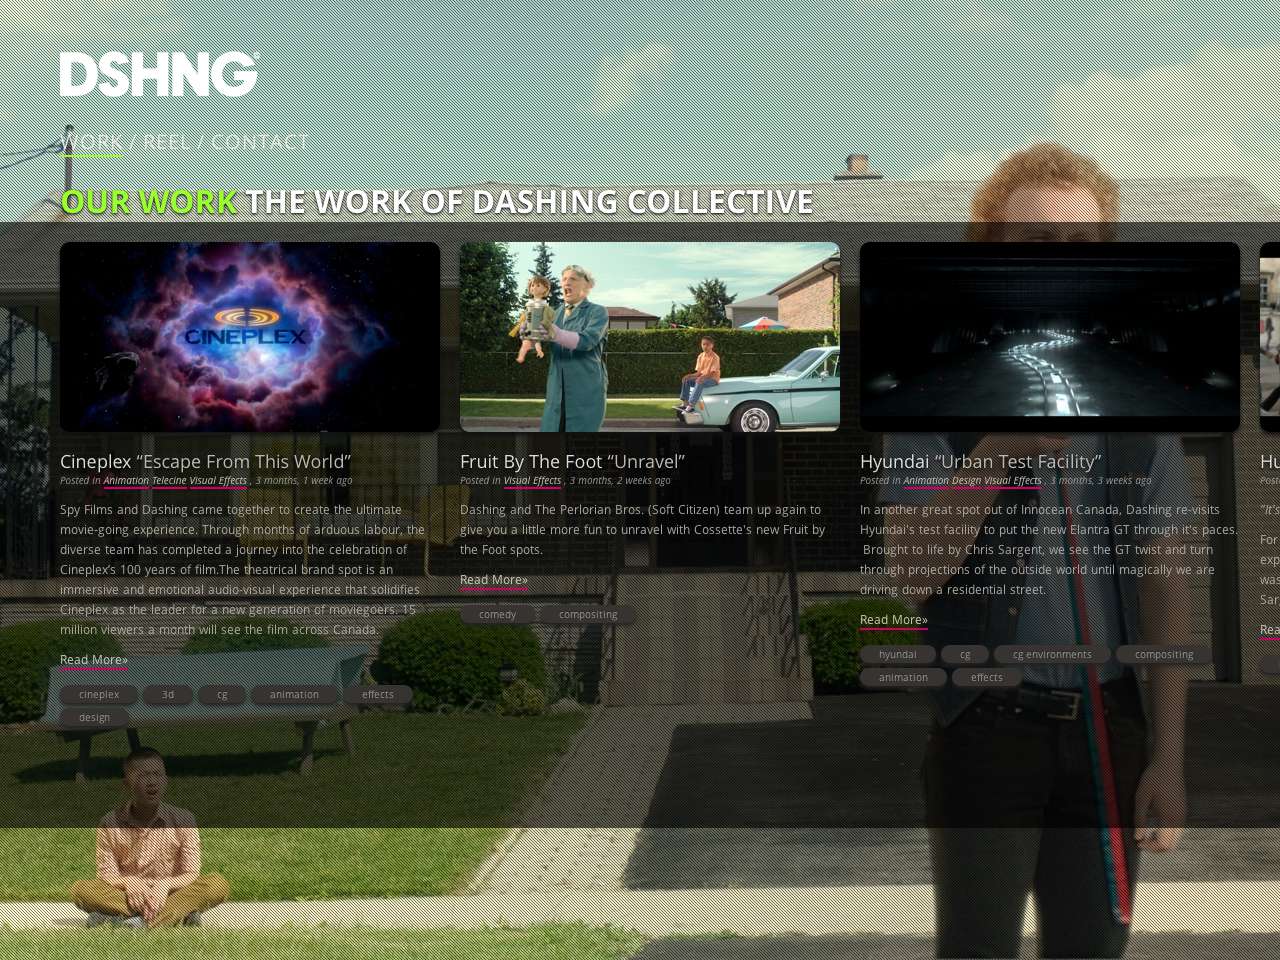 DSHNG
WORK / REEL / CONTACT
OUR WORK THE WORK OF DASHING COLLECTIVE
CINEPLEX
Cineplex “Escape From This World”
Posted in Animation Telecine Visual Effects , 3 months, 1 week ago
Spy Films and Dashing came together to create the ultimate
movie-going experience. Through months of arduous labour, the
diverse team has completed a journey into the celebration of
Cineplex’s 100 years of film.The theatrical brand spot is an
immersive and emotional audio-visual experience that solidifies
Cineplex as the leader for a new generation of moviegoers. 15
million viewers a month will see the film across Canada.
Read More»
cineplex 3d cg animation effects
design
Fruit By The Foot “Unravel”
Posted in Visual Effects , 3 months, 2 weeks ago
Dashing and The Perlorian Bros. (Soft Citizen) team up again to
give you a little more fun to unravel with Cossette's new Fruit by
the Foot spots.
Read More»
comedy compositing
Hyundai “Urban Test Facility”
Posted in Animation Design Visual Effects , 3 months, 3 weeks ago
In another great spot out of Innocean Canada, Dashing re-visits
Hyundai's test facility to put the new Elantra GT through it's paces.
Brought to life by Chris Sargent, we see the GT twist and turn
through projections of the outside world until magically we are
driving down a residential street.
Read More»
hyundai cg cg environments compositing
animation effects
“It's
For